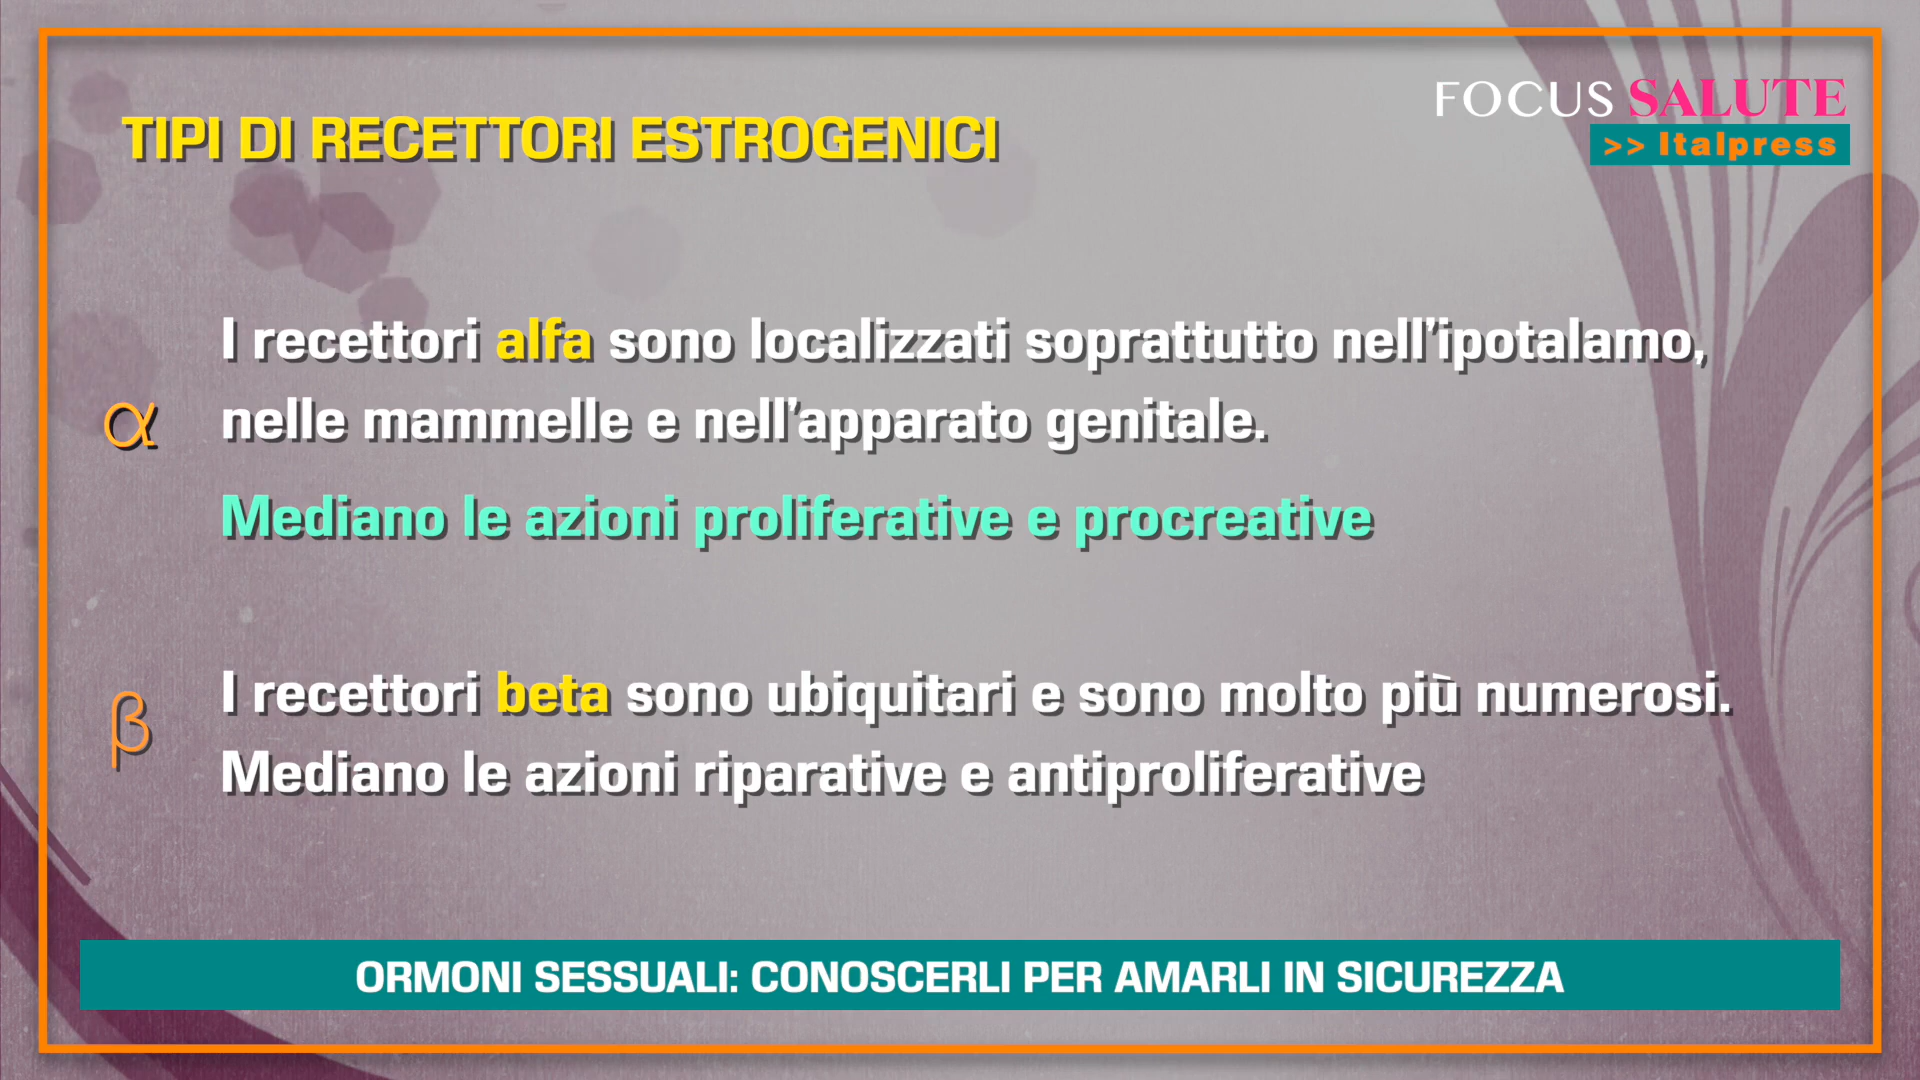 FOCUS SALUTE
>> Italpress
TIPI DI RECETTORI ESTROGENICI
I recettori alfa sono localizzati soprattutto nell'ipotalamo,
α nelle mammelle e nell'apparato genitale.
Mediano le azioni proliferative e procreative
β I recettori beta sono ubiquitari e sono molto più numerosi.
Mediano le azioni riparative e antiproliferative
ORMONI SESSUALI: CONOSCERLI PER AMARLI IN SICUREZZA